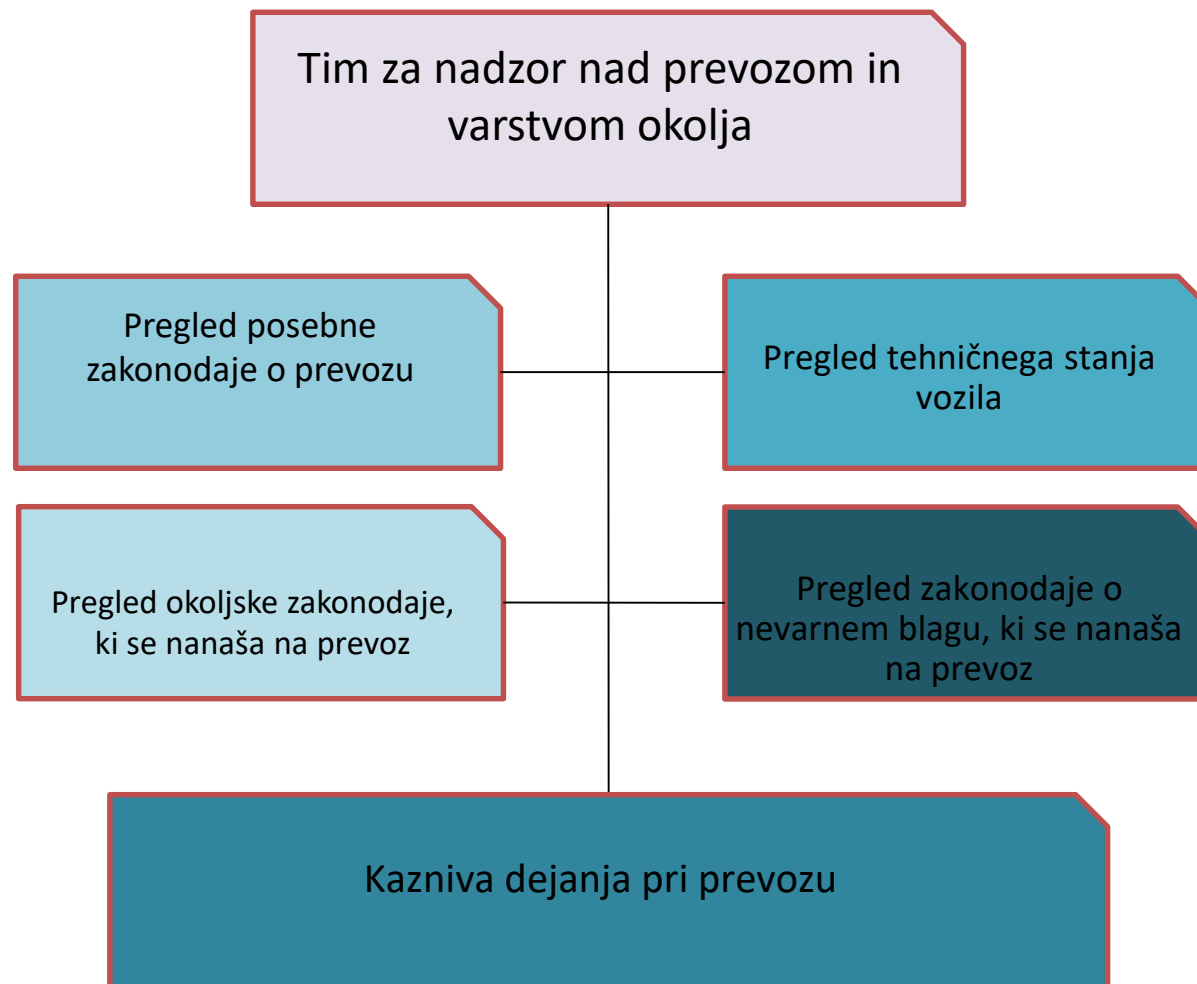 Tim za nadzor nad prevozom in
varstvom okolja
Pregled posebne
zakonodaje o prevozu
Pregled tehničnega stanja
vozila
Pregled okoljske zakonodaje,
ki se nanaša na prevoz
Pregled zakonodaje o
nevarnem blagu, ki se nanaša
na prevoz
Kazniva dejanja pri prevozu